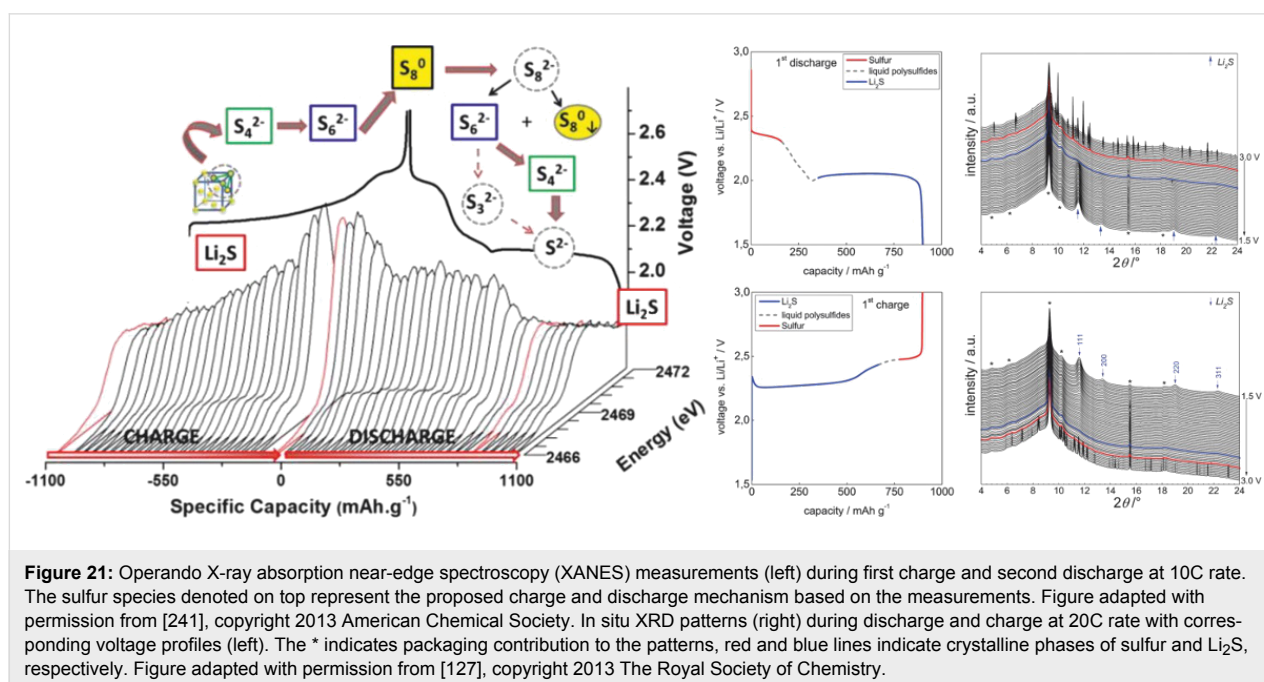 S₈⁰
S₈²⁻
S₄²⁻
S₆²⁻
S₆²⁻
+
S₈⁰↓
S₄²⁻
S₃²⁻
S²⁻
Li₂S
Li₂S
2.6
2.4
2.2
2.0
Voltage (V)
2472
2469
2466
Energy (eV)
CHARGE
DISCHARGE
-1100
-550
0
550
1100
Specific Capacity (mAh.g⁻¹)
3,0
2,5
2,0
1,5
voltage vs. Li/Li⁺ / V
1ˢᵗ discharge
Sulfur
liquid polysulfides
Li₂S
0
250
500
750
1000
capacity / mAh g⁻¹
intensity / a.u.
↑ Li₂S
3.0 V
1.5 V
* * * * *
4 6 8 10 12 14 16 18 20 22 24
2θ /°
3,0
2,5
2,0
1,5
voltage vs. Li/Li⁺ / V
Li₂S
liquid polysulfides
Sulfur
1ˢᵗ charge
0
250
500
750
1000
capacity / mAh g⁻¹
intensity / a.u.
↓ Li₂S
111
200
220
311
* * * * * *
1.5 V
3.0 V
4 6 8 10 12 14 16 18 20 22 24
2θ /°
Figure 21: Operando X-ray absorption near-edge spectroscopy (XANES) measurements (left) during first charge and second discharge at 10C rate.
The sulfur species denoted on top represent the proposed charge and discharge mechanism based on the measurements. Figure adapted with
permission from [241], copyright 2013 American Chemical Society. In situ XRD patterns (right) during discharge and charge at 20C rate with corres-
ponding voltage profiles (left). The * indicates packaging contribution to the patterns, red and blue lines indicate crystalline phases of sulfur and Li₂S,
respectively. Figure adapted with permission from [127], copyright 2013 The Royal Society of Chemistry.